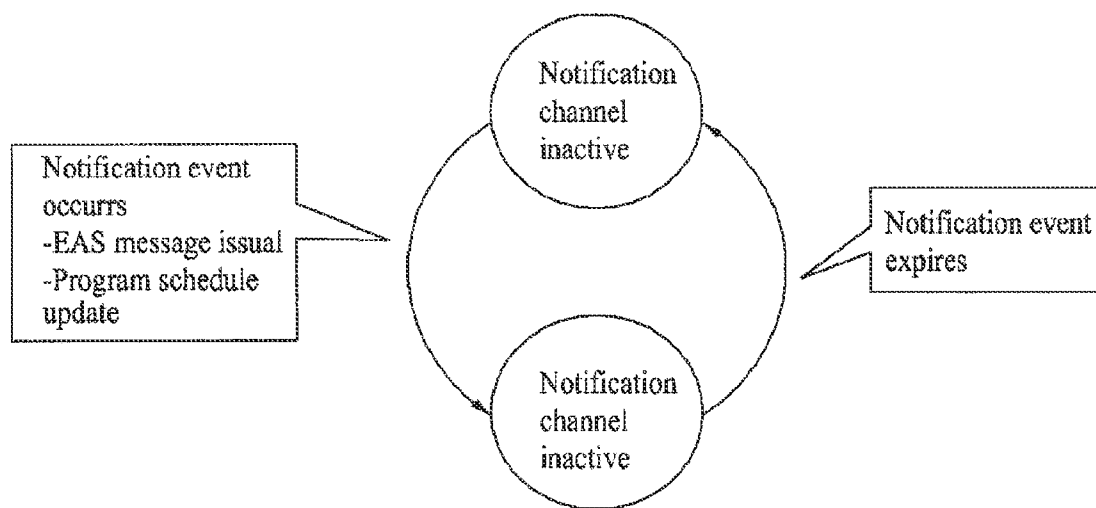 Notification
channel
inactive
Notification event
occurrs
-EAS message issual
-Program schedule
update
Notification event
expires
Notification
channel
inactive